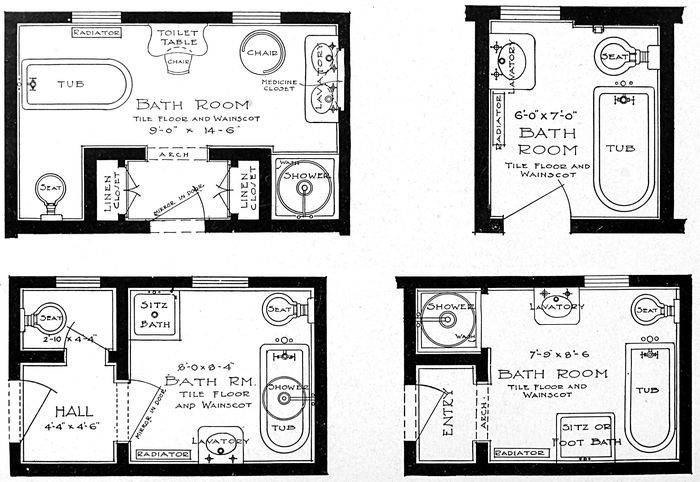 RADIATOR
TOILET
TABLE
CHAIR
CHAIR
LAVATORY
MEDICINE
CLOSET
TUB
BATH ROOM
TILE FLOOR AND WAINSCOT
9'-0" x 14-6"
ARCH
LINEN
CLOSET
MIRROR IN DOOR
LINEN
CLOSET
WASH
SHOWER
SEAT
LAVATORY
SEAT
RADIATOR
6'-0" x 7'-0"
BATH
ROOM
TILE FLOOR AND
WAINSCOT
TUB
SEAT
2'-10 x 4-4"
HALL
4'-4" x 4'-6"
SITZ
BATH
SEAT
8'-0 x 8-4"
BATH RM.
TILE FLOOR
AND WAINSCOT
MIRROR IN DOOR
SHOWER
TUB
LAVATORY
RADIATOR
SHOWER
WASH
LAVATORY
SEAT
7'-9" x 8'-6
BATH ROOM
TILE FLOOR AND
WAINSCOT
TUB
ENTRY
ARCH
SITZ OR
FOOT BATH
RADIATOR